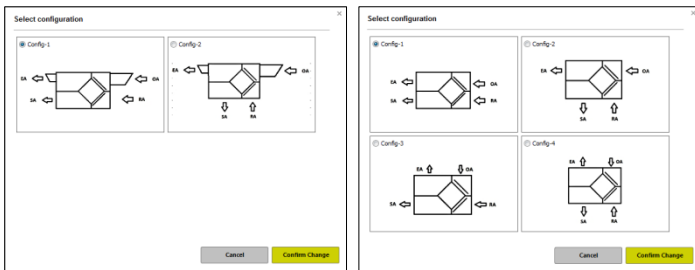 Select configuration
×
Config-1
EA
OA
SA
RA
Config-2
EA
OA
SA
RA
Cancel
Confirm Change
Select configuration
×
Config-1
EA
OA
SA
RA
Config-2
EA
OA
SA
RA
Config-3
EA
OA
SA
RA
Config-4
EA
OA
SA
RA
Cancel
Confirm Change